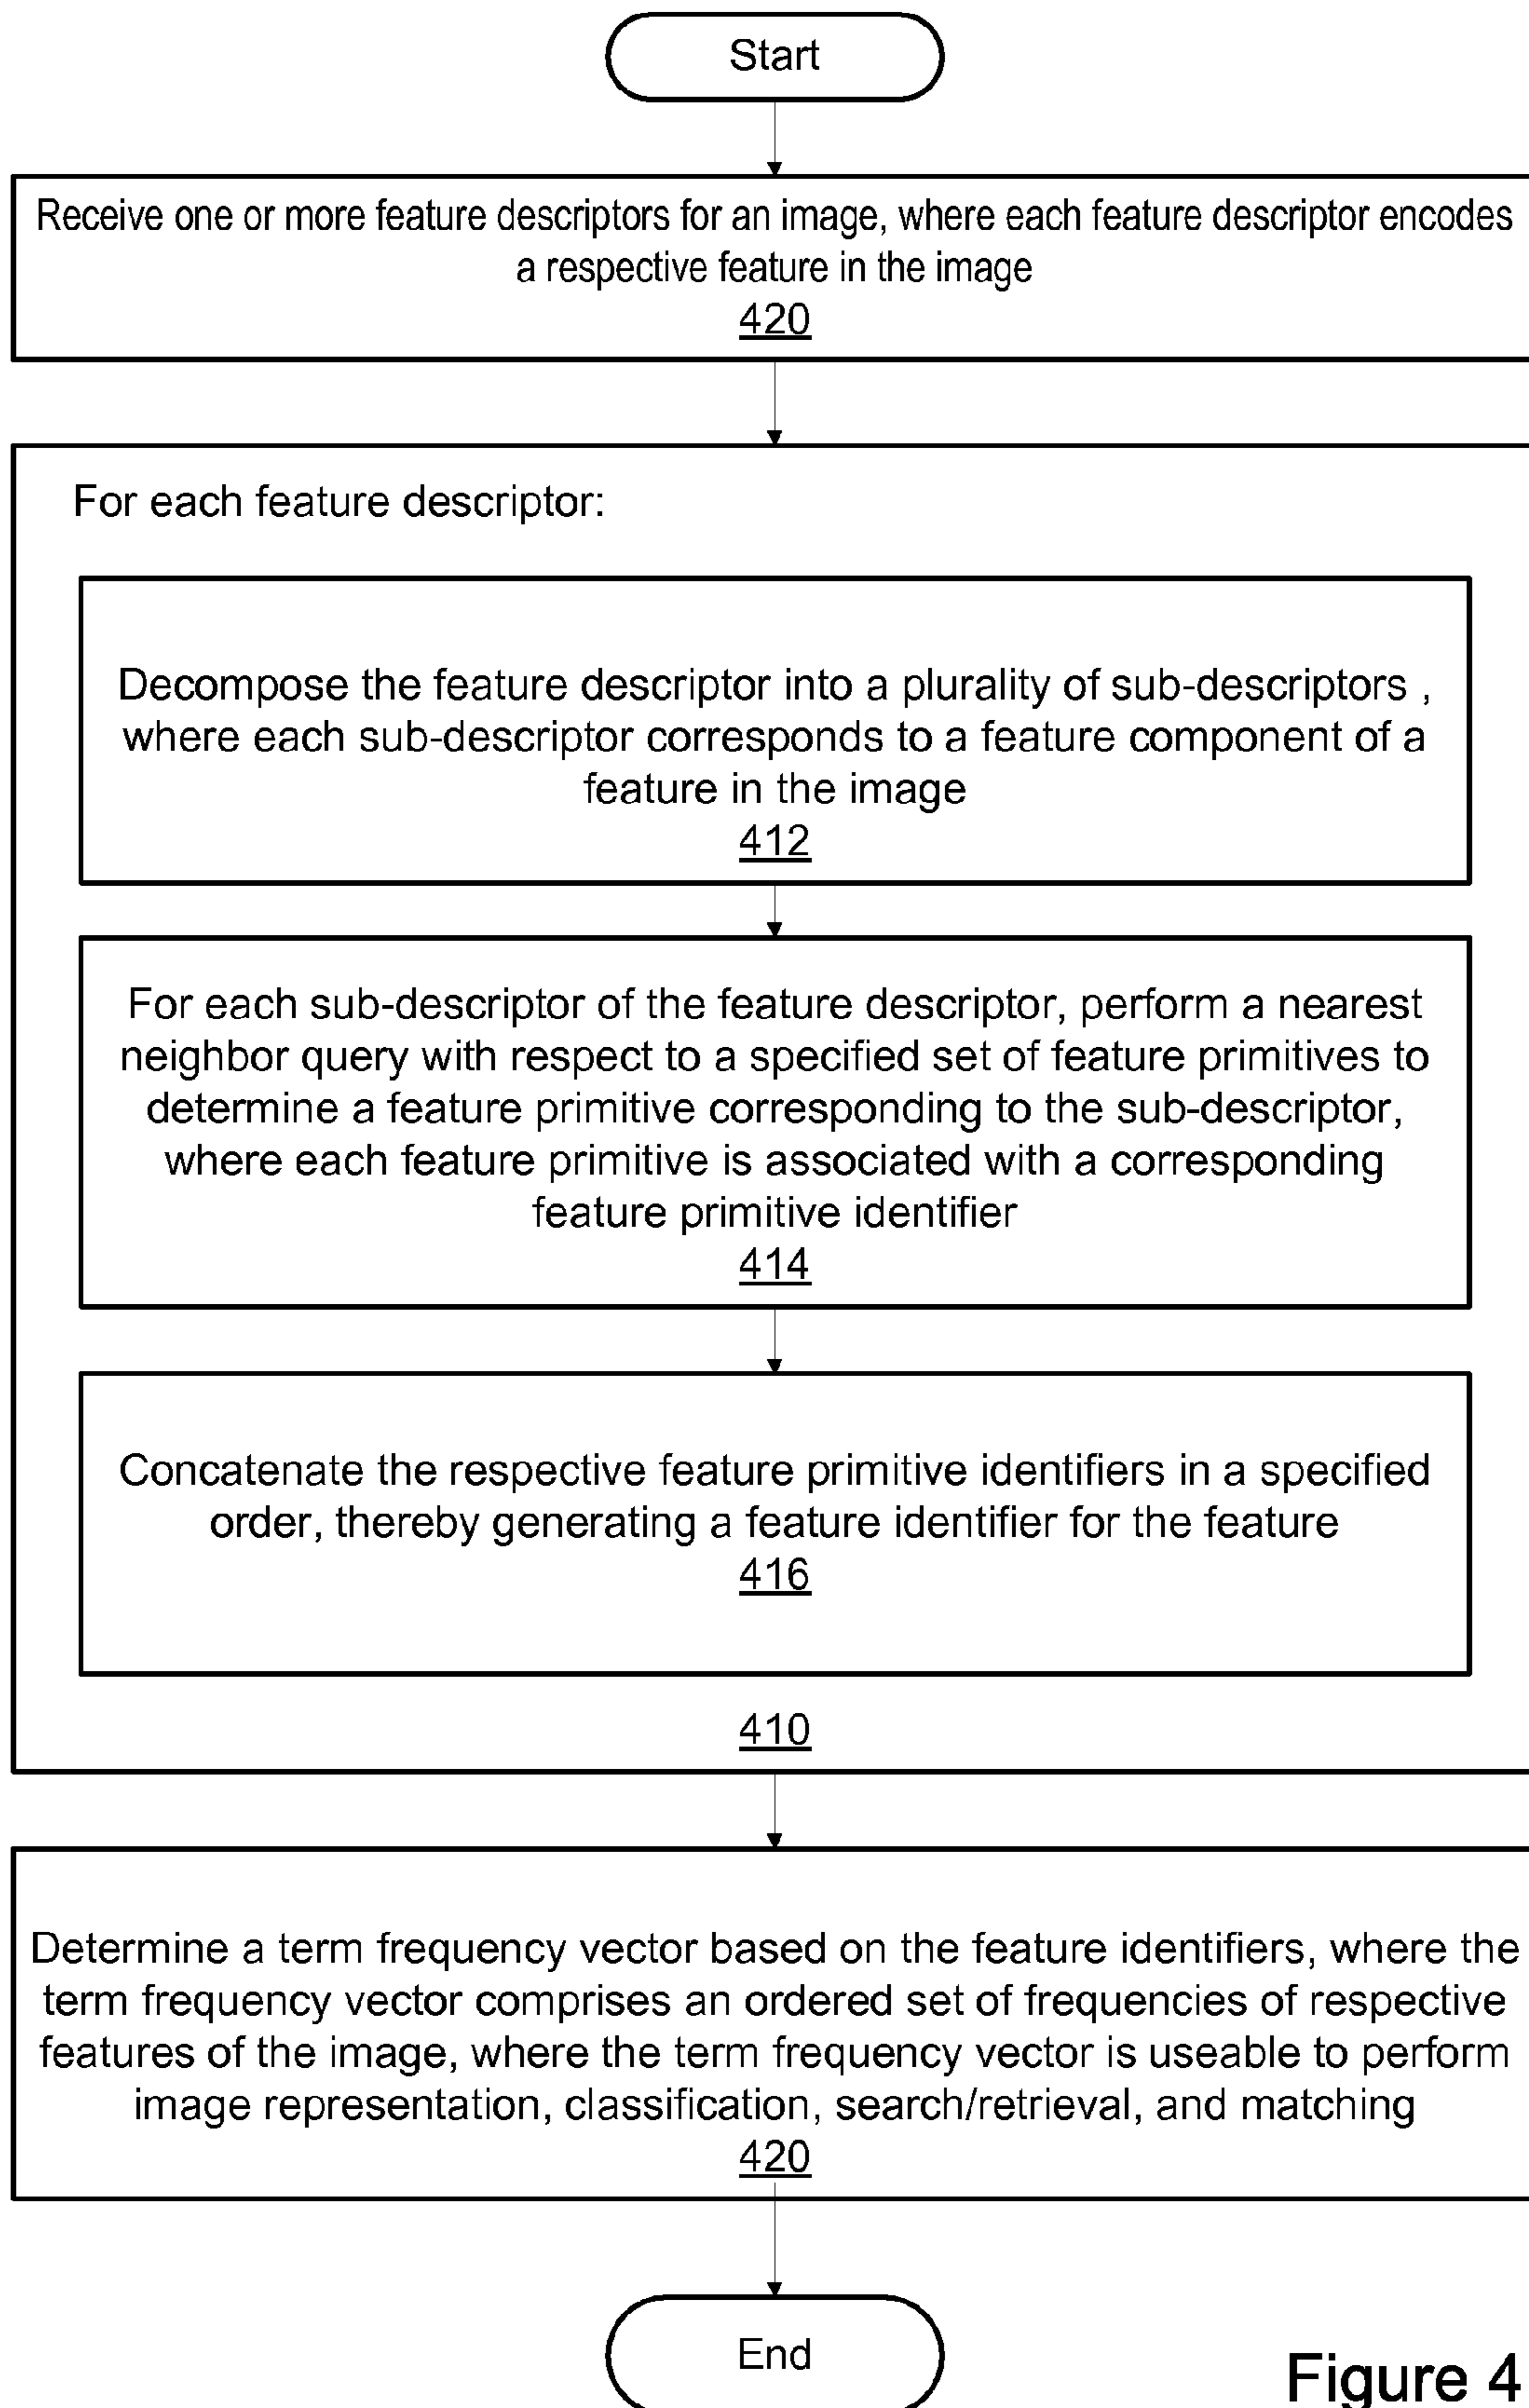 Start
Receive one or more feature descriptors for an image, where each feature descriptor encodes
a respective feature in the image
420
For each feature descriptor:
Decompose the feature descriptor into a plurality of sub-descriptors ,
where each sub-descriptor corresponds to a feature component of a
feature in the image
412
For each sub-descriptor of the feature descriptor, perform a nearest
neighbor query with respect to a specified set of feature primitives to
determine a feature primitive corresponding to the sub-descriptor,
where each feature primitive is associated with a corresponding
feature primitive identifier
414
Concatenate the respective feature primitive identifiers in a specified
order, thereby generating a feature identifier for the feature
416
410
Determine a term frequency vector based on the feature identifiers, where the
term frequency vector comprises an ordered set of frequencies of respective
features of the image, where the term frequency vector is useable to perform
image representation, classification, search/retrieval, and matching
420
End
Figure 4